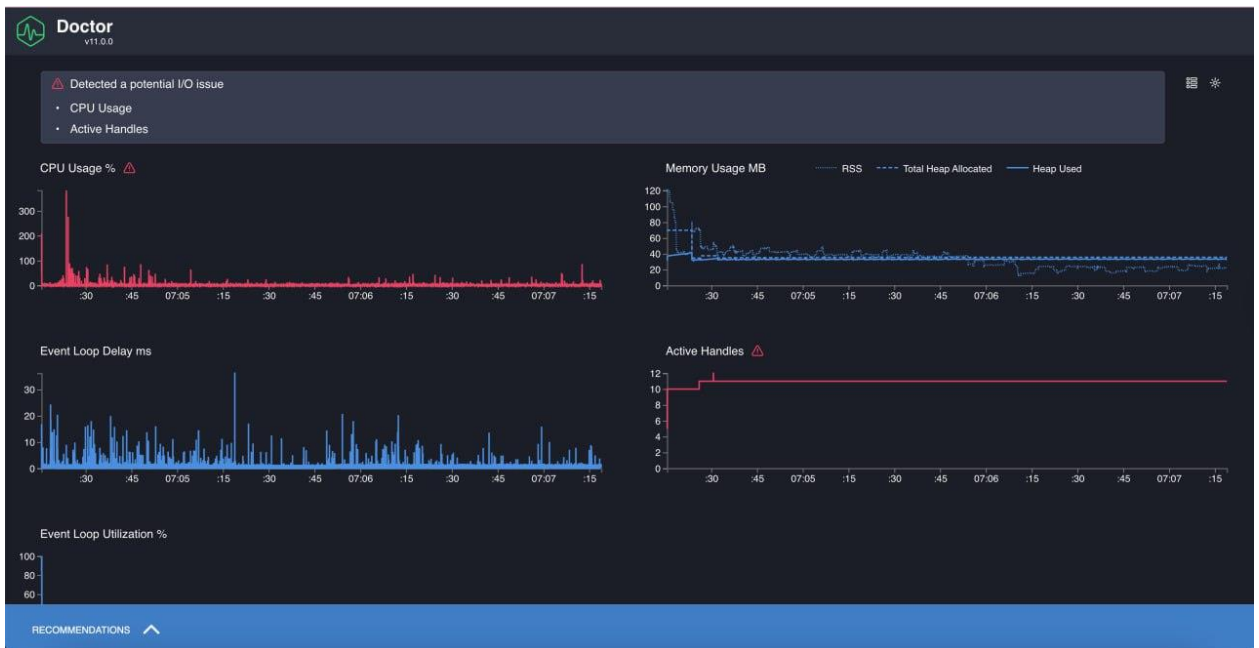 Doctor
v11.0.0
Detected a potential I/O issue
• CPU Usage
• Active Handles
CPU Usage %
300
200
100
0
:30 :45 07:05 :15 :30 :45 07:06 :15 :30 :45 07:07 :15
Memory Usage MB RSS Total Heap Allocated Heap Used
120
100
80
60
40
20
0
:30 :45 07:05 :15 :30 :45 07:06 :15 :30 :45 07:07 :15
Event Loop Delay ms
30
20
10
0
:30 :45 07:05 :15 :30 :45 07:06 :15 :30 :45 07:07 :15
Active Handles
12
10
8
6
4
2
0
:30 :45 07:05 :15 :30 :45 07:06 :15 :30 :45 07:07 :15
Event Loop Utilization %
100
80
60
RECOMMENDATIONS